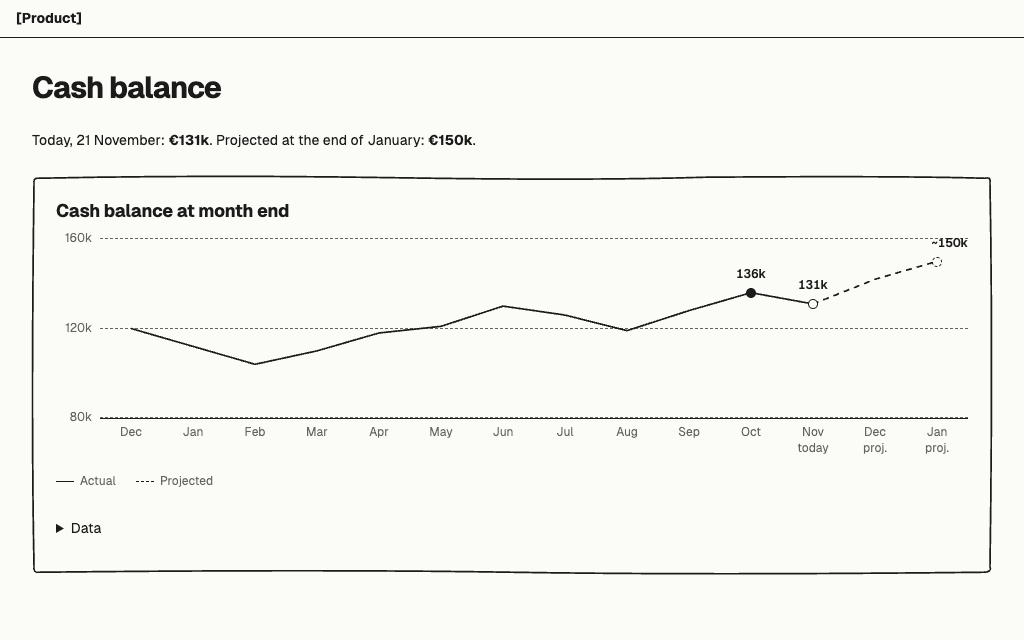 [Product]
Cash balance
Today, 21 November: €131k. Projected at the end of January: €150k.
Cash balance at month end
160k
~150k
136k
131k
120k
80k
Dec Jan Feb Mar Apr May Jun Jul Aug Sep Oct Nov Dec Jan
today proj. proj.
Actual Projected
Data